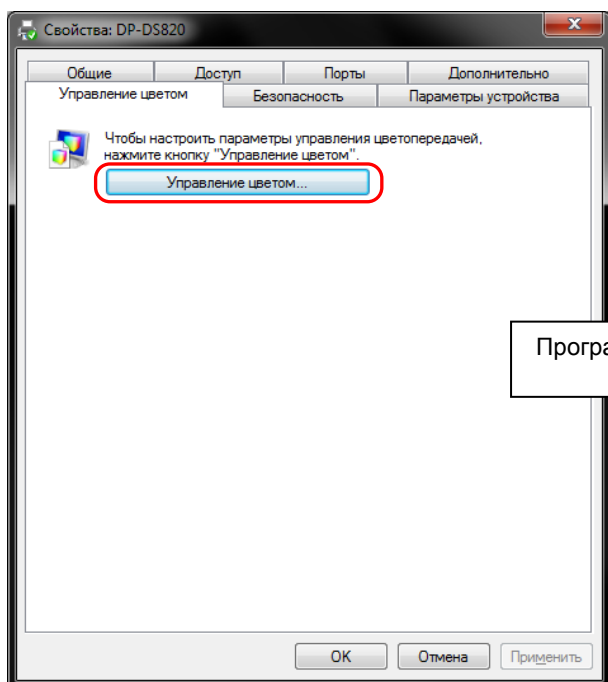 Свойства: DP-DS820
Общие Доступ Порты Дополнительно
Управление цветом Безопасность Параметры устройства
Чтобы настроить параметры управления цветопередачей,
нажмите кнопку "Управление цветом".
Управление цветом...
Програ
OK Отмена Применить